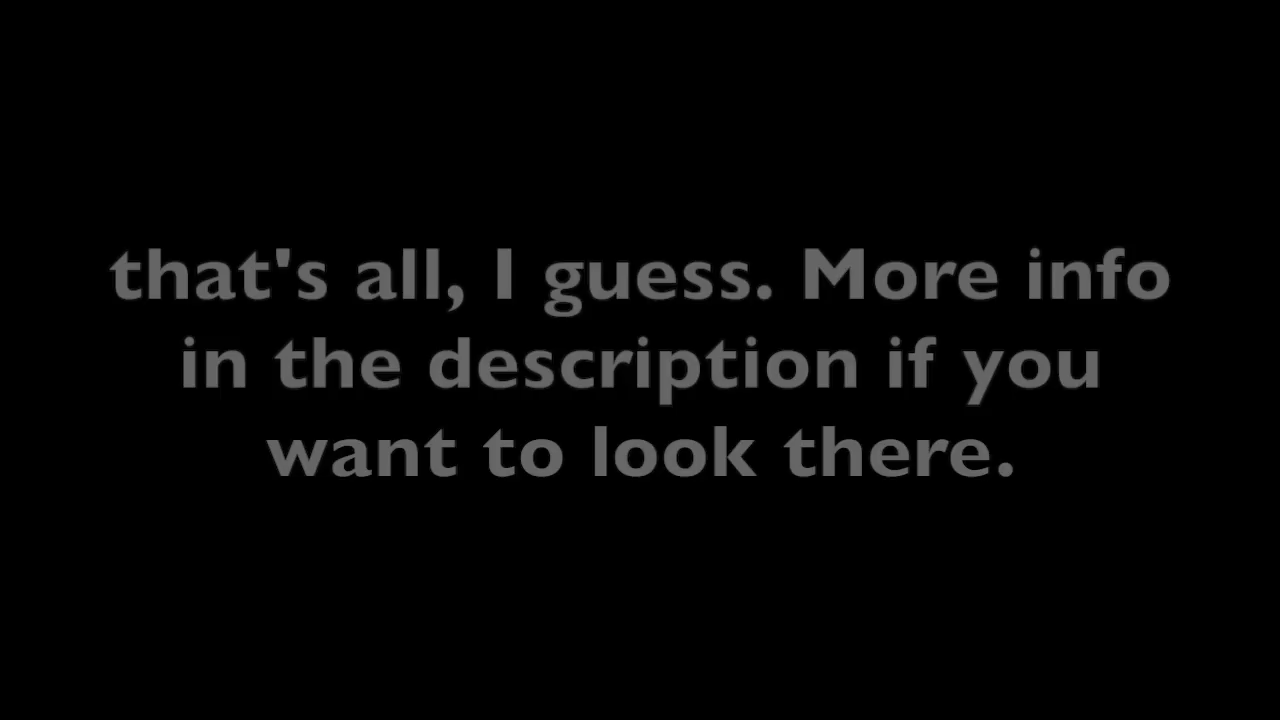 that's all, I guess. More info
in the description if you
want to look there.